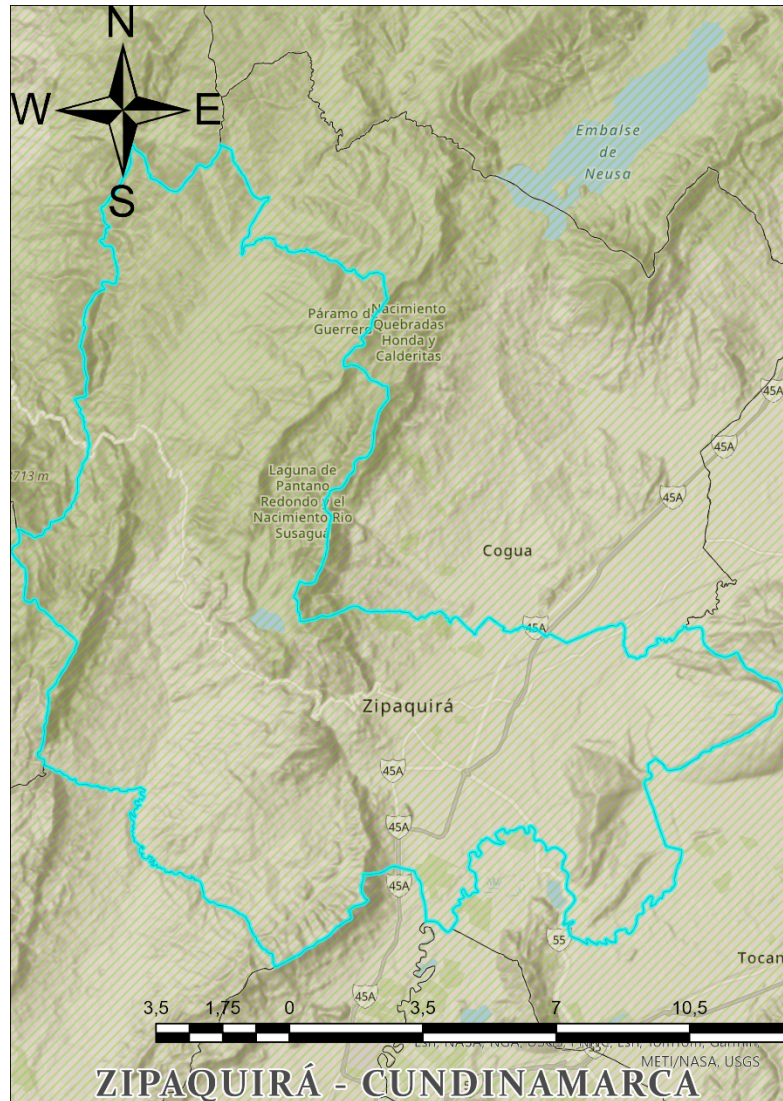 N
W E
S
Embalse
de
Neusa
Páramo d
Guerrero
Nacimiento
Quebradas
Honda y
Calderitas
45A
45A
45A
713 m
Laguna de
Pantano
Redondo y el
Nacimiento Río
Susagua
Cogua
45A
Zipaquirá
45A
45A
45A
55
Tocan
45A
3,5 1,75 0 3,5 7 10,5
METI/NASA, USGS
ZIPAQUIRÁ - CUNDINAMARCA